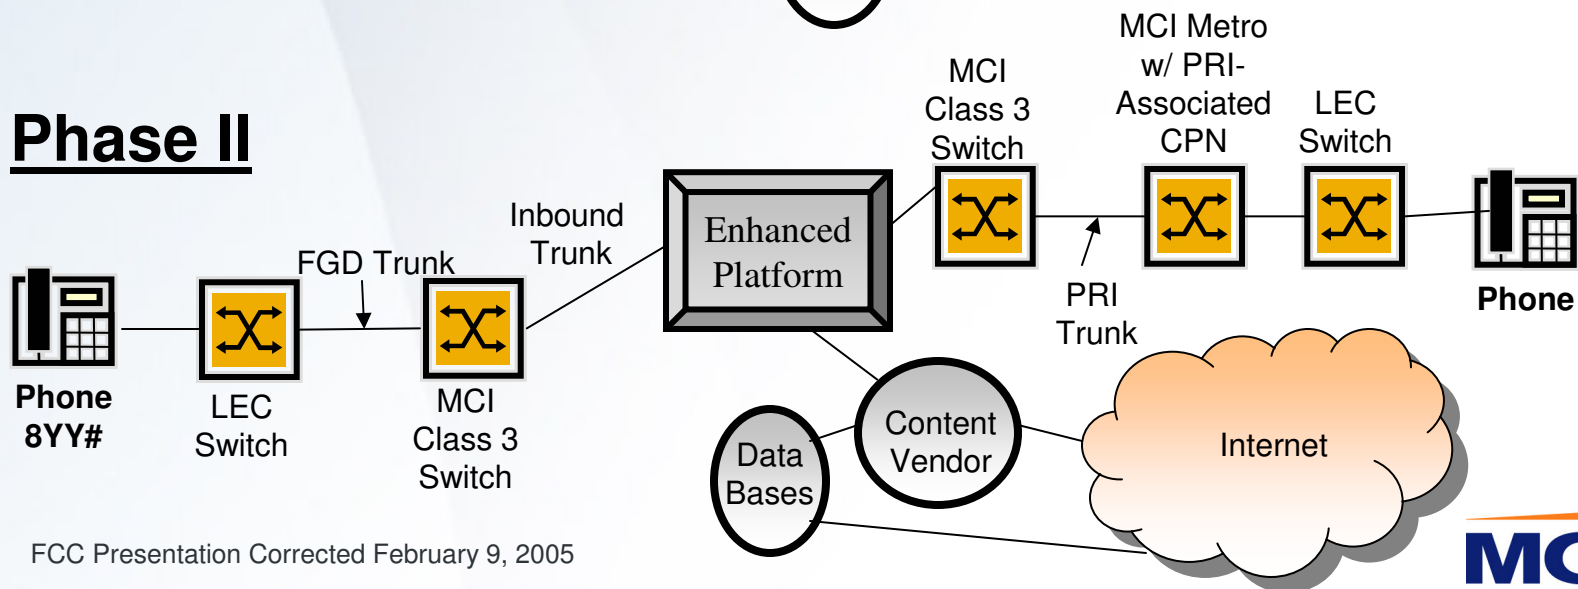 Phase II
MCI Metro
w/ PRI-
Associated
CPN
MCI
Class 3
Switch
LEC
Switch
Inbound
Trunk
FGD Trunk
Enhanced
Platform
PRI
Trunk
Phone
Phone
8YY#
LEC
Switch
MCI
Class 3
Switch
Data
Bases
Content
Vendor
Internet
FCC Presentation Corrected February 9, 2005